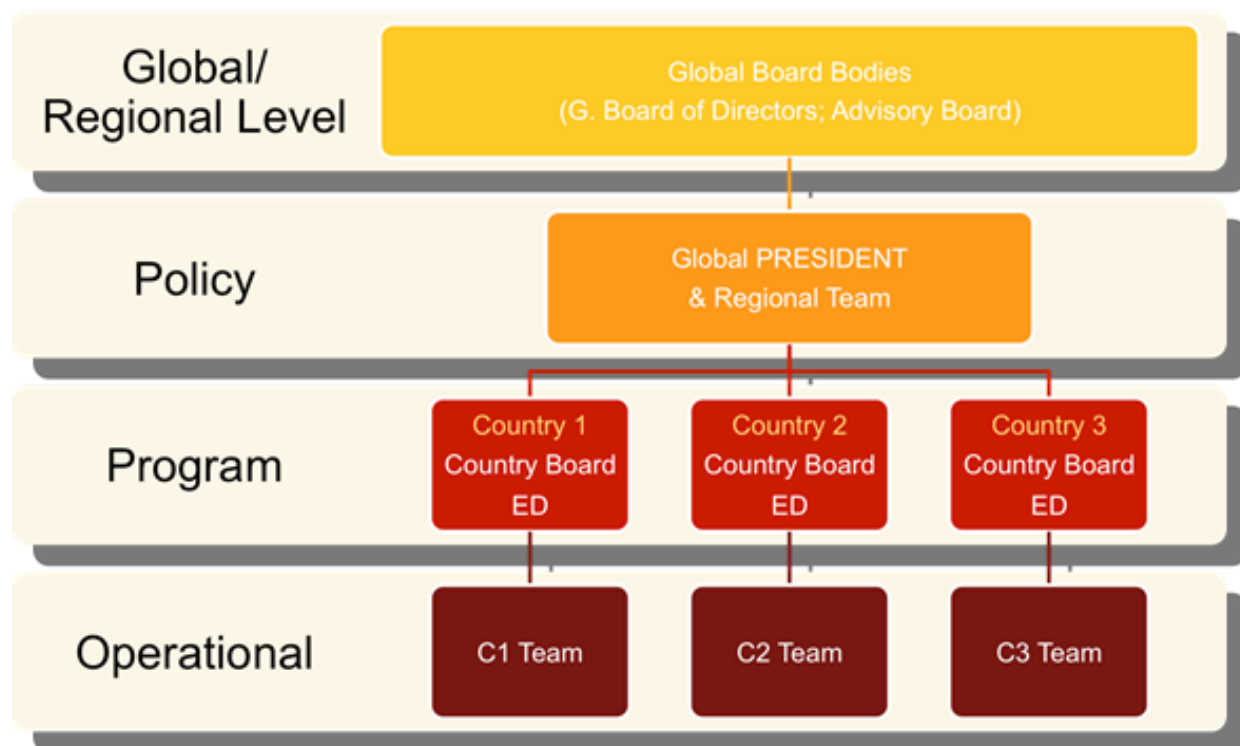 Global/
Regional Level
Global Board Bodies
(G. Board of Directors; Advisory Board)
Policy
Global PRESIDENT
& Regional Team
Program
Country 1
Country Board
ED
Country 2
Country Board
ED
Country 3
Country Board
ED
Operational
C1 Team
C2 Team
C3 Team